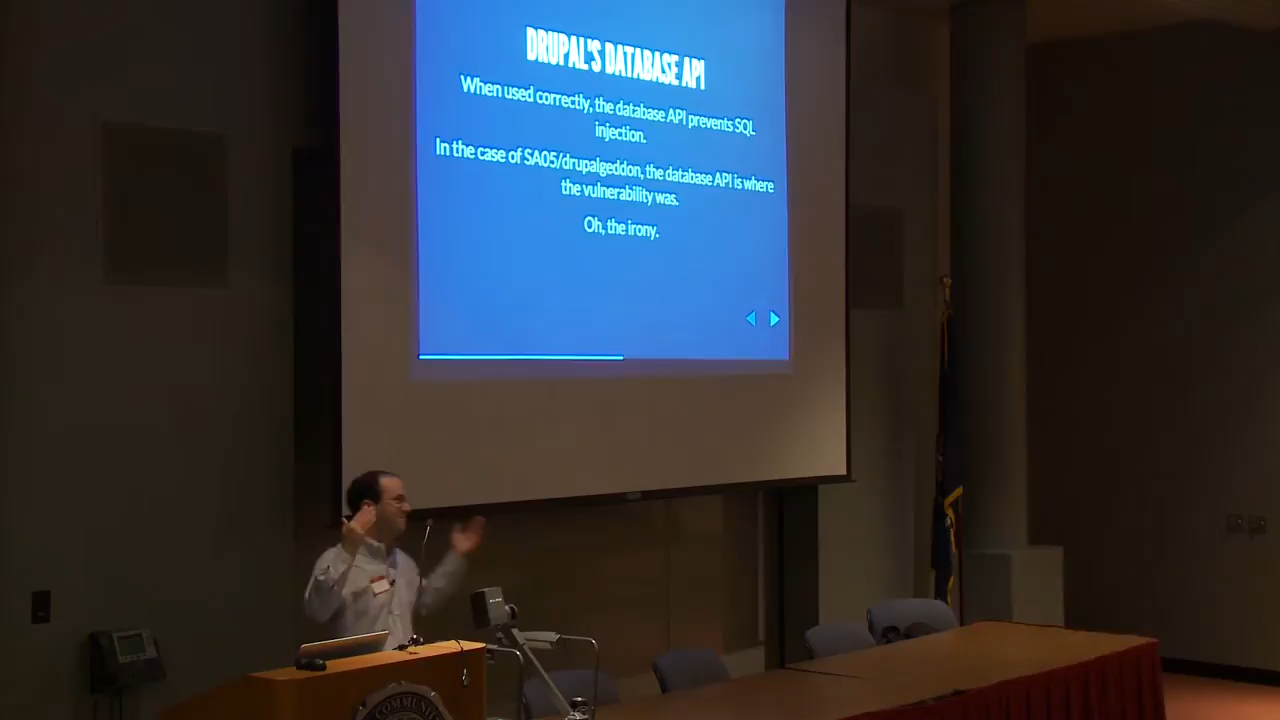 DRUPAL'S DATABASE API
When used correctly, the database API prevents SQL
injection.
In the case of SA05/drupalgeddon, the database API is where
the vulnerability was.
Oh, the irony.
COMMUNI